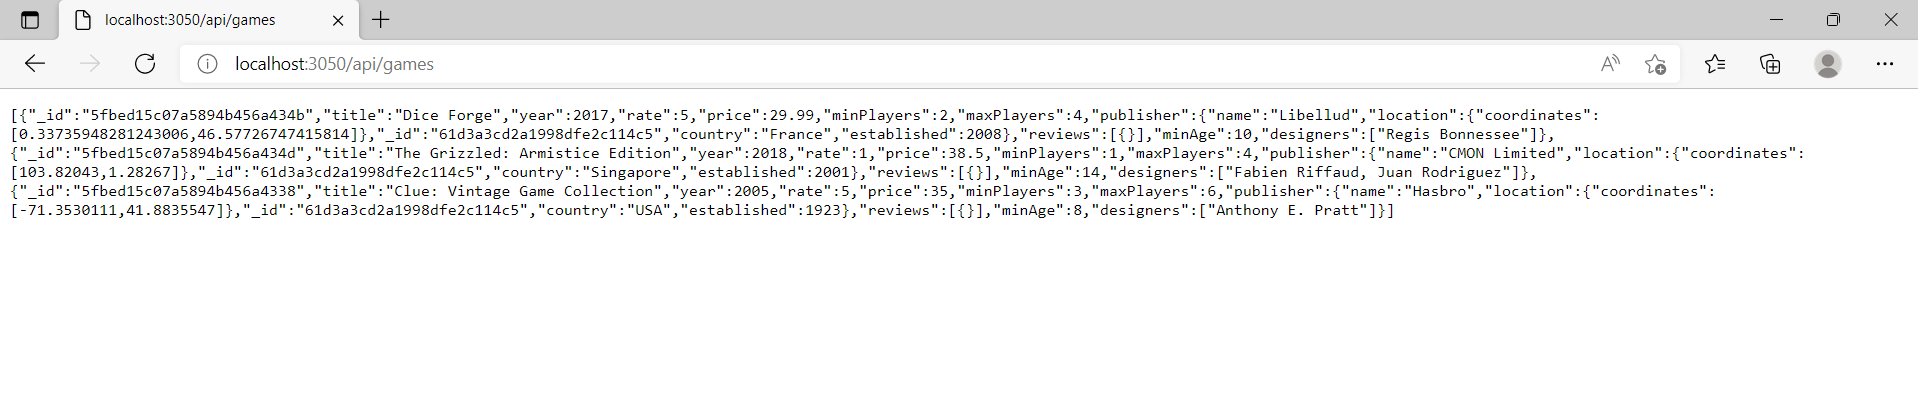 localhost:3050/api/games
localhost:3050/api/games
[{"_id":"5fbed15c07a5894b456a434b","title":"Dice Forge","year":2017,"rate":5,"price":29.99,"minPlayers":2,"maxPlayers":4,"publisher":{"name":"Libellud","location":{"coordinates":
[0.33735948281243006,46.57726747415814]},"_id":"61d3a3cd2a1998dfe2c114c5","country":"France","established":2008},"reviews":[{}],"minAge":10,"designers":["Regis Bonnessee"]},
{"_id":"5fbed15c07a5894b456a434d","title":"The Grizzled: Armistice Edition","year":2018,"rate":1,"price":38.5,"minPlayers":1,"maxPlayers":4,"publisher":{"name":"CMON Limited","location":{"coordinates":
[103.82043,1.28267]},"_id":"61d3a3cd2a1998dfe2c114c5","country":"Singapore","established":2001},"reviews":[{}],"minAge":14,"designers":["Fabien Riffaud, Juan Rodriguez"]},
{"_id":"5fbed15c07a5894b456a4338","title":"Clue: Vintage Game Collection","year":2005,"rate":5,"price":35,"minPlayers":3,"maxPlayers":6,"publisher":{"name":"Hasbro","location":{"coordinates":
[-71.3530111,41.8835547]},"_id":"61d3a3cd2a1998dfe2c114c5","country":"USA","established":1923},"reviews":[{}],"minAge":8,"designers":["Anthony E. Pratt"]}]